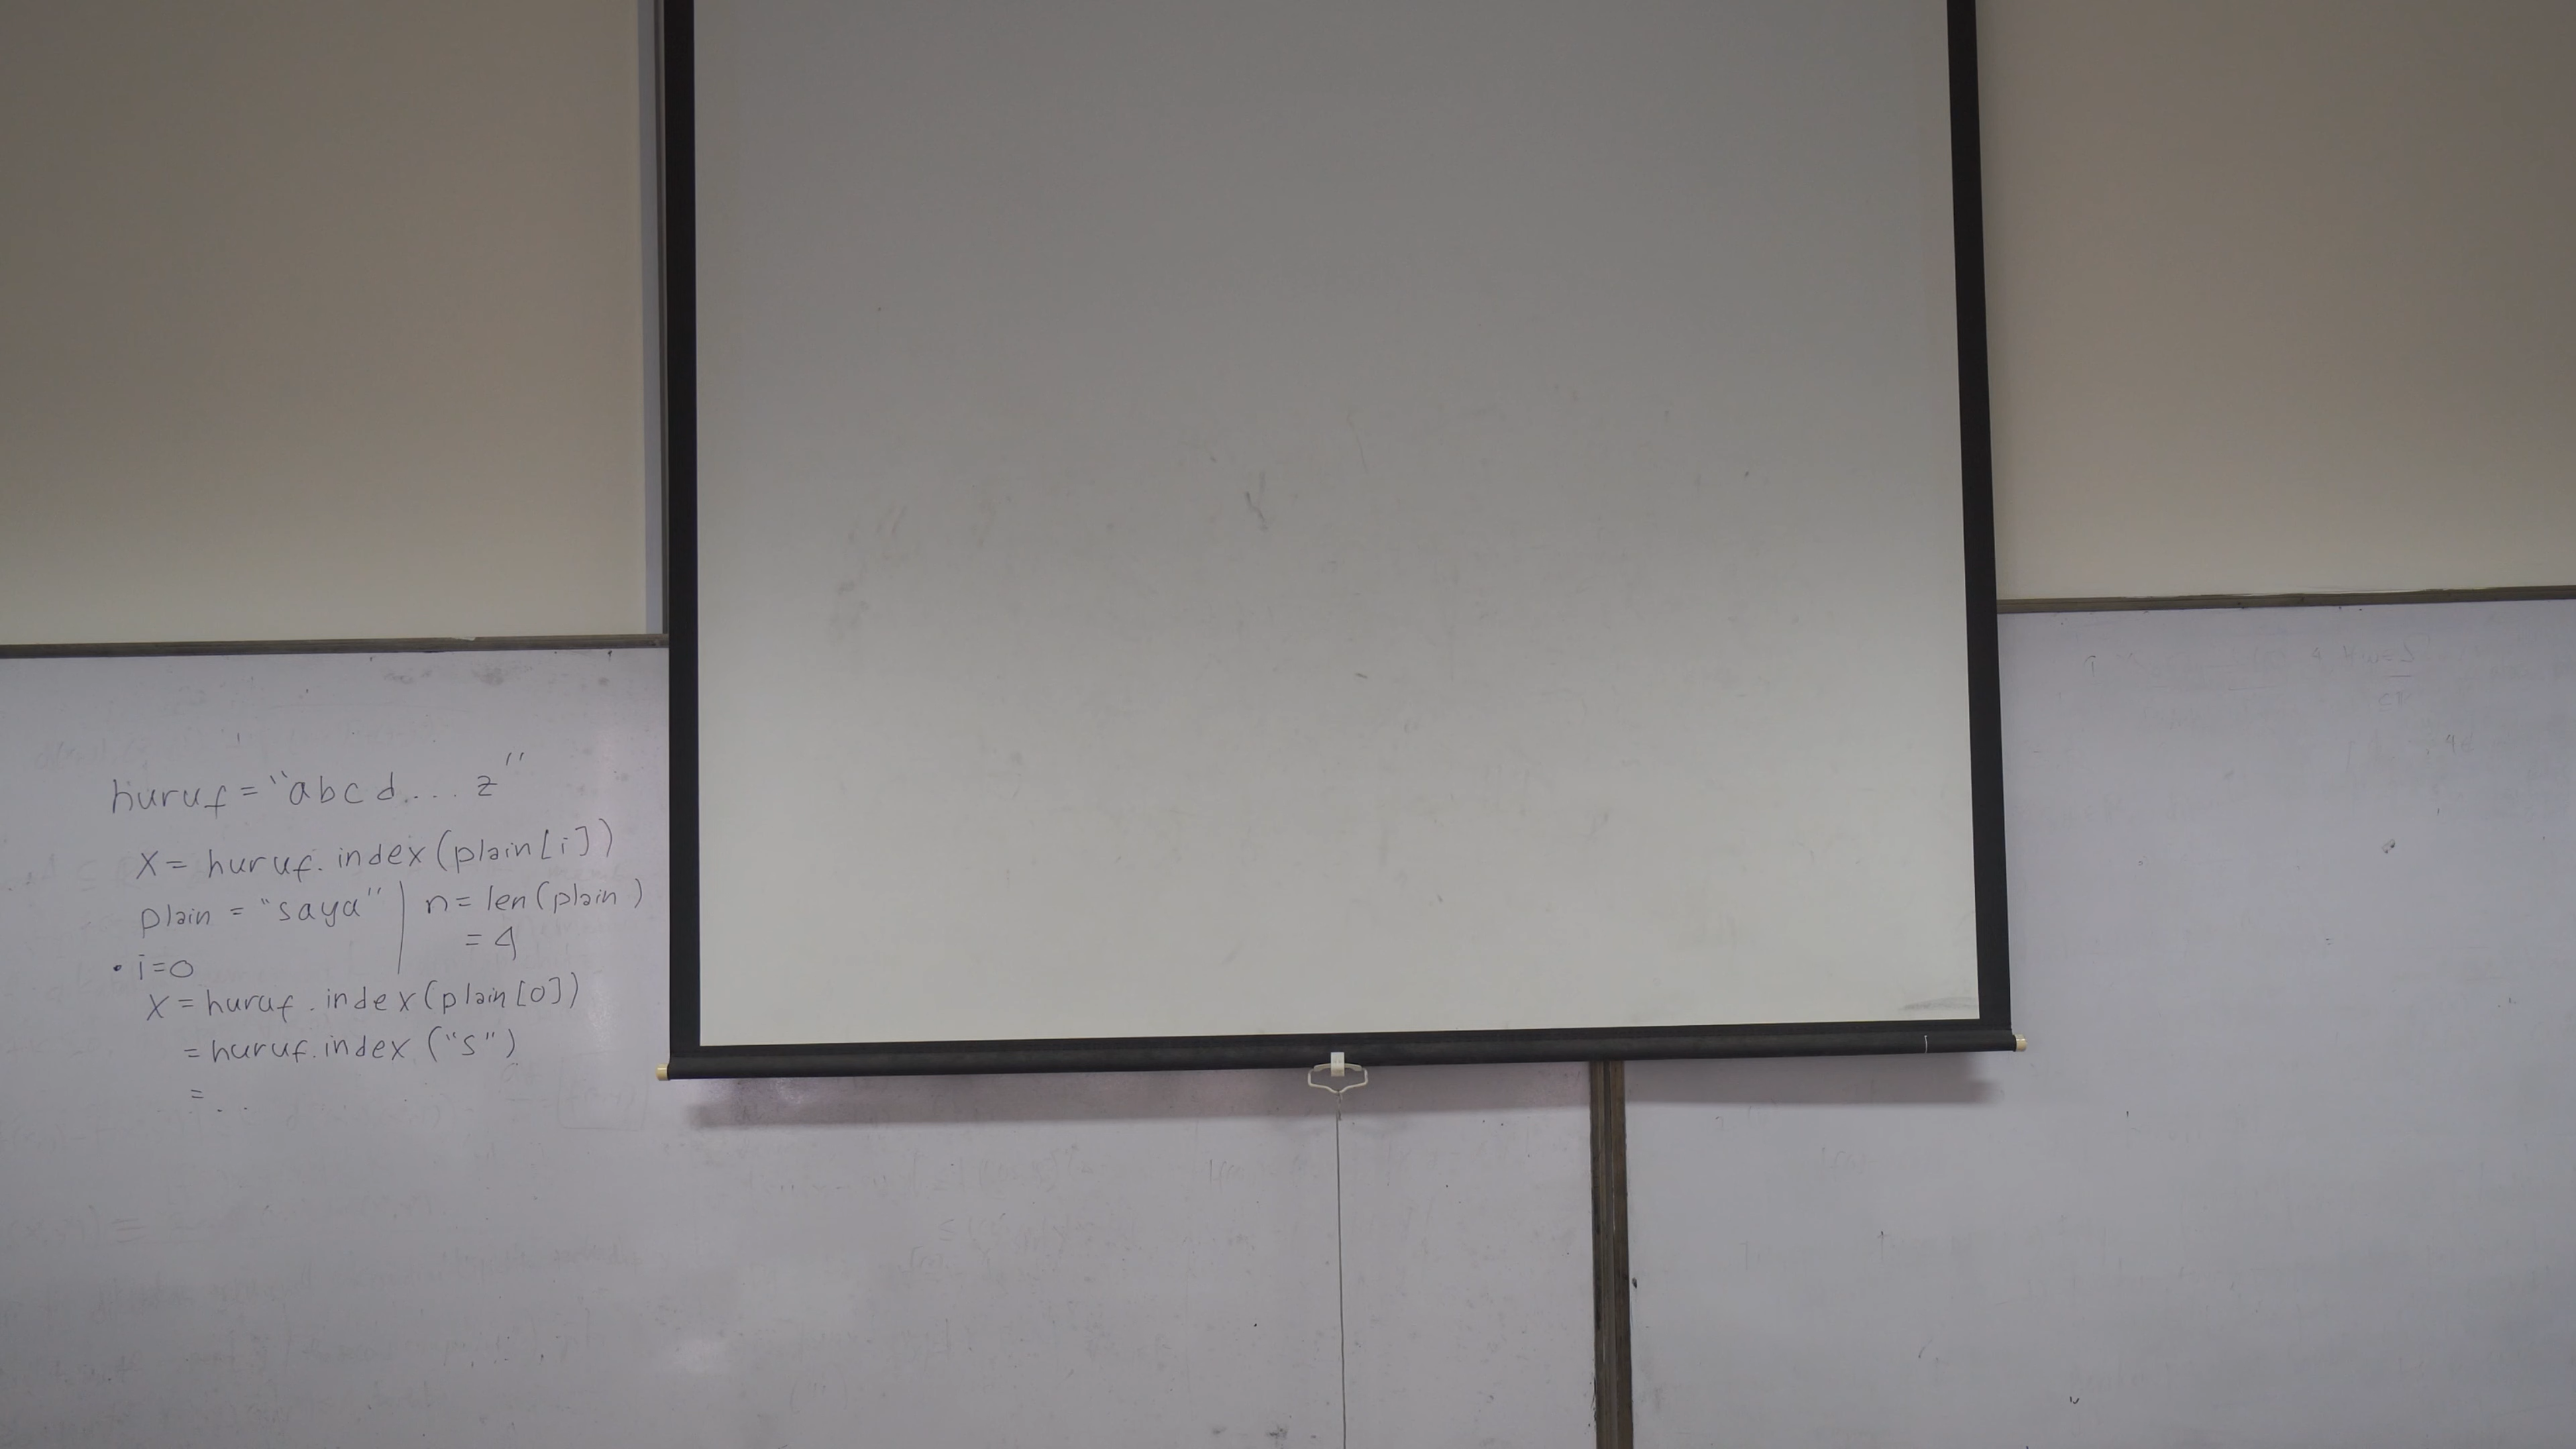 huruf = "abcd... z"
x = huruf.index(plain[i])
plain = "saya" | n = len(plain)
= 4
• i=0
x = huruf.index(plain[0])
= huruf.index("s")
= ..